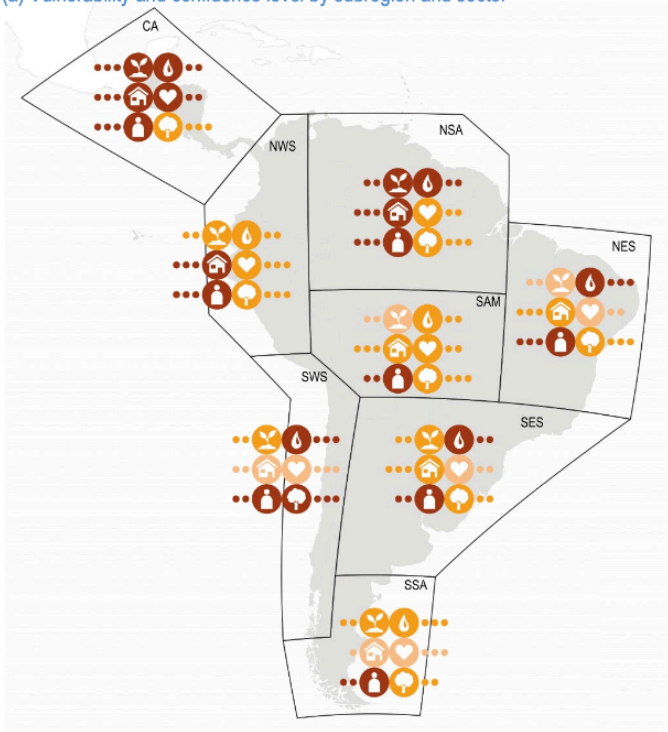 (a) Vulnerability and confidence level by subregion and sector
CA
NWS
NSA
NES
SAM
SWS
SES
SSA